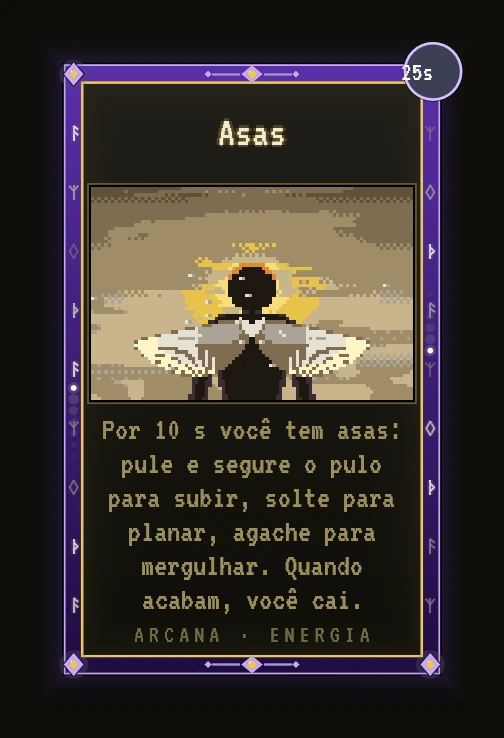 25s
Asas
Por 10 s você tem asas:
pule e segure o pulo
para subir, solte para
planar, agache para
mergulhar. Quando
acabam, você cai.
ARCANA · ENERGIA